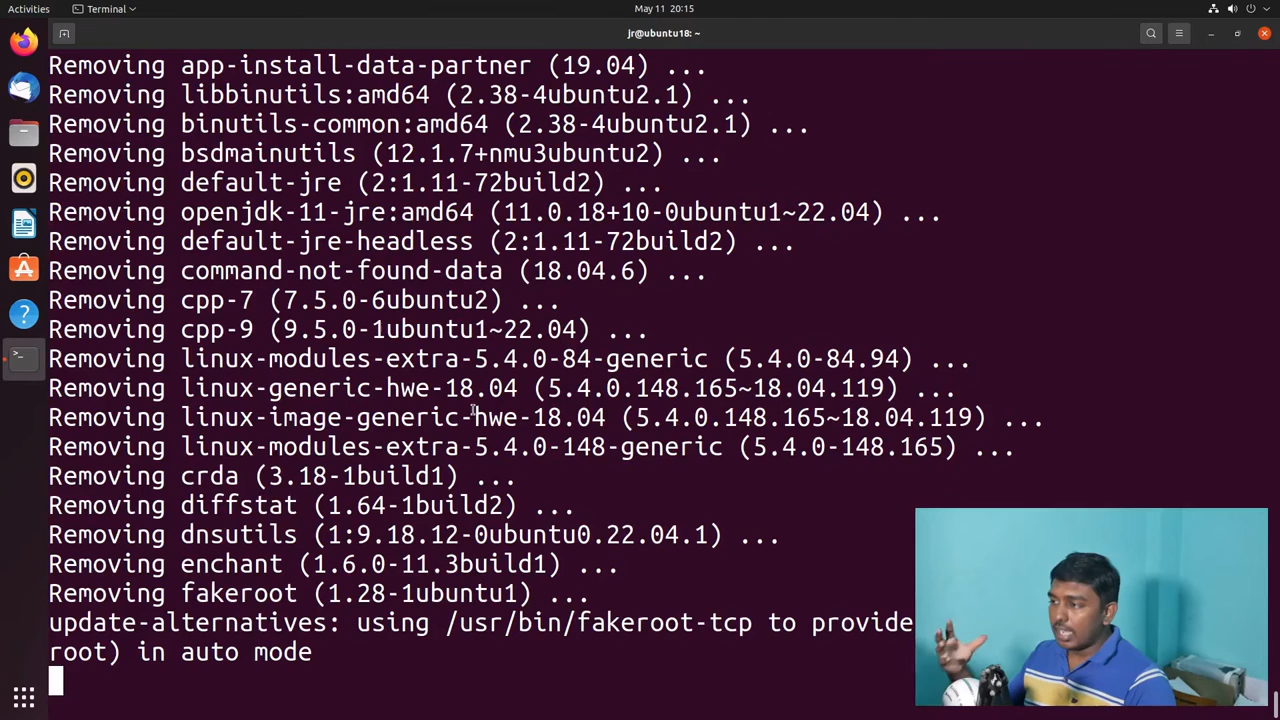 Activities
Terminal
May 11 20:15
jr@ubuntu18: ~
Removing app-install-data-partner (19.04) ...
Removing libbinutils:amd64 (2.38-4ubuntu2.1) ...
Removing binutils-common:amd64 (2.38-4ubuntu2.1) ...
Removing bsdmainutils (12.1.7+nmu3ubuntu2) ...
Removing default-jre (2:1.11-72build2) ...
Removing openjdk-11-jre:amd64 (11.0.18+10-0ubuntu1~22.04) ...
Removing default-jre-headless (2:1.11-72build2) ...
Removing command-not-found-data (18.04.6) ...
Removing cpp-7 (7.5.0-6ubuntu2) ...
Removing cpp-9 (9.5.0-1ubuntu1~22.04) ...
Removing linux-modules-extra-5.4.0-84-generic (5.4.0-84.94) ...
Removing linux-generic-hwe-18.04 (5.4.0.148.165~18.04.119) ...
Removing linux-image-generic-hwe-18.04 (5.4.0.148.165~18.04.119) ...
Removing linux-modules-extra-5.4.0-148-generic (5.4.0-148.165) ...
Removing crda (3.18-1build1) ...
Removing diffstat (1.64-1build2) ...
Removing dnsutils (1:9.18.12-0ubuntu0.22.04.1) ...
Removing enchant (1.6.0-11.3build1) ...
Removing fakeroot (1.28-1ubuntu1) ...
update-alternatives: using /usr/bin/fakeroot-tcp to provide
root) in auto mode